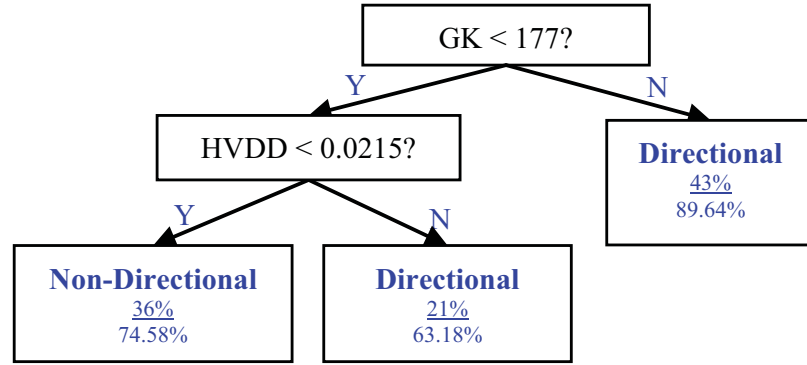 GK < 177?
Y
N
HVDD < 0.0215?
Directional
43%
89.64%
Y
N
Non-Directional
36%
74.58%
Directional
21%
63.18%